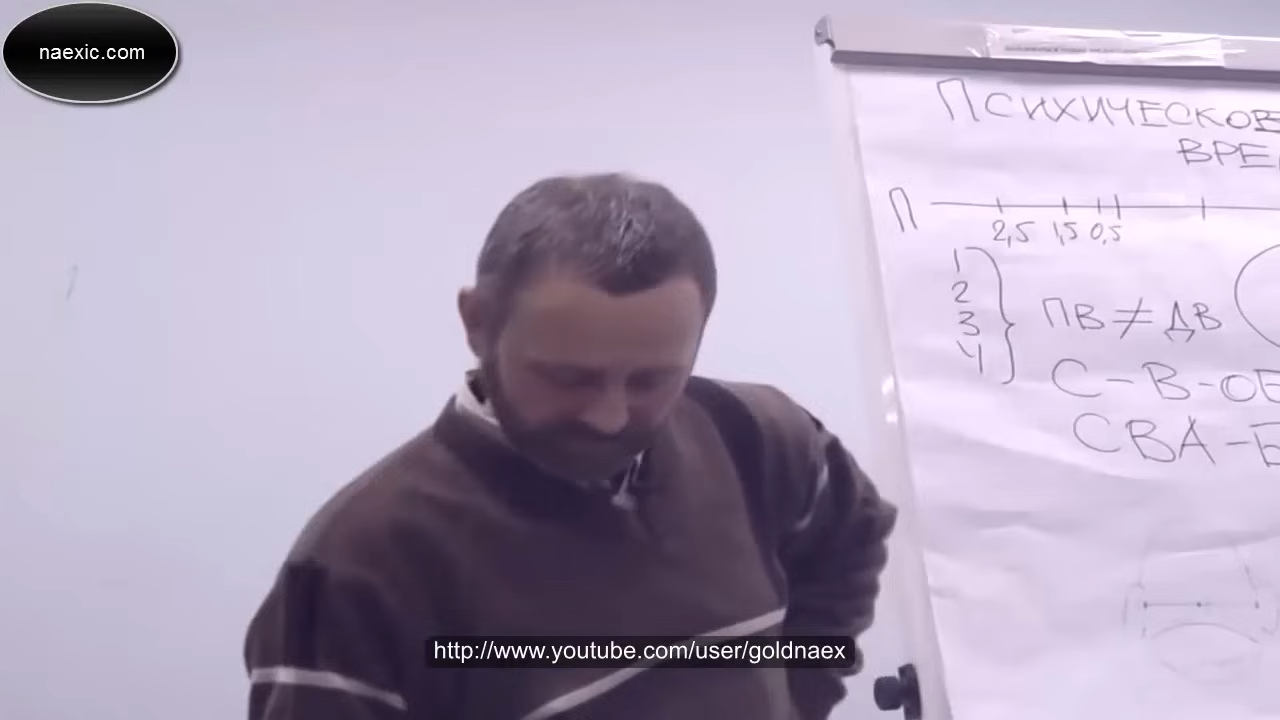 naexic.com
ПСИХИЧЕСКОЕ
ВРЕ
П
2,5 1,5 0,5
1
2
3
4
ПВ ≠ ДВ
С-В-ОБ
СВА-Б
http://www.youtube.com/user/goldnaex